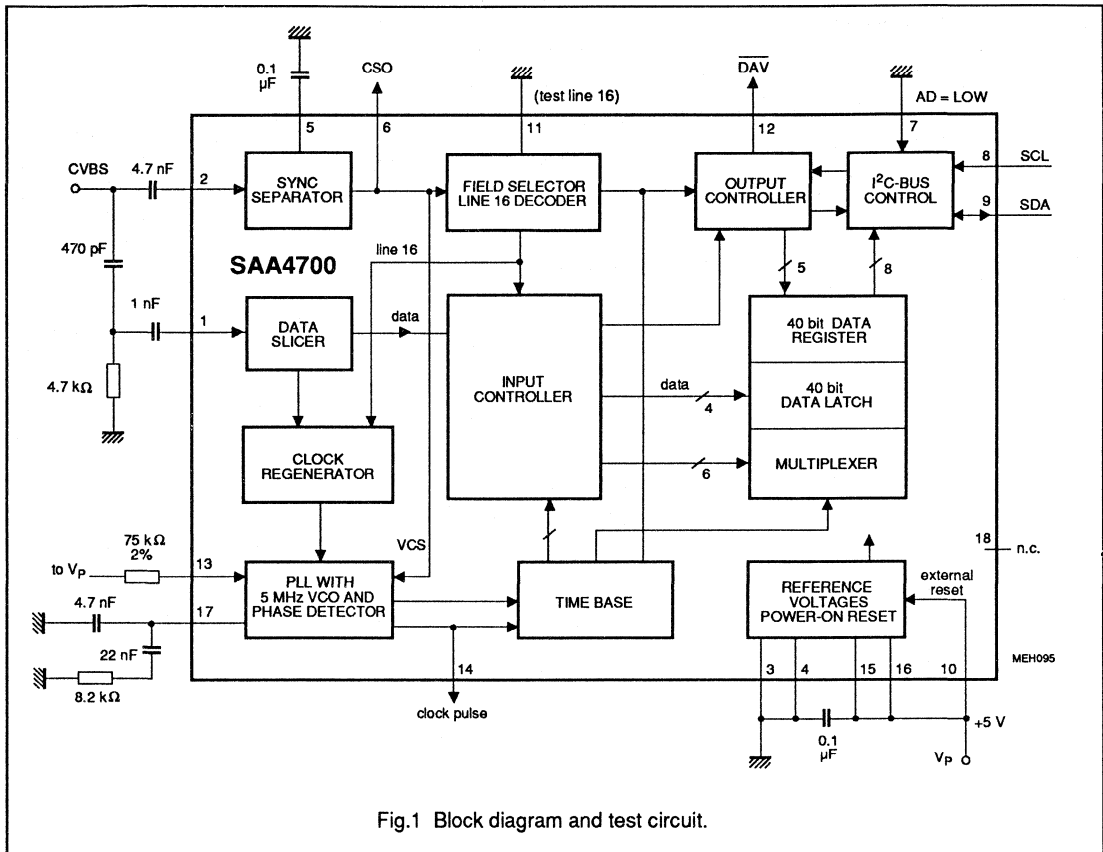 0.1
µF
CSO
(test line 16)
DAV
AD = LOW
5
6
11
12
7
CVBS
4.7 nF
2
SYNC
SEPARATOR
FIELD SELECTOR
LINE 16 DECODER
OUTPUT
CONTROLLER
I²C-BUS
CONTROL
8
SCL
9
SDA
470 pF
line 16
SAA4700
5
8
1 nF
1
DATA
SLICER
data
40 bit DATA
REGISTER
4.7 kΩ
INPUT
CONTROLLER
data
4
40 bit
DATA LATCH
CLOCK
REGENERATOR
6
MULTIPLEXER
75 kΩ
2%
to VP
13
VCS
18
n.c.
PLL WITH
5 MHz VCO AND
PHASE DETECTOR
TIME BASE
REFERENCE
VOLTAGES
POWER-ON RESET
external
reset
4.7 nF
17
22 nF
8.2 kΩ
14
3
4
15
16
10
MEH095
clock pulse
+5 V
0.1
µF
VP
Fig.1 Block diagram and test circuit.